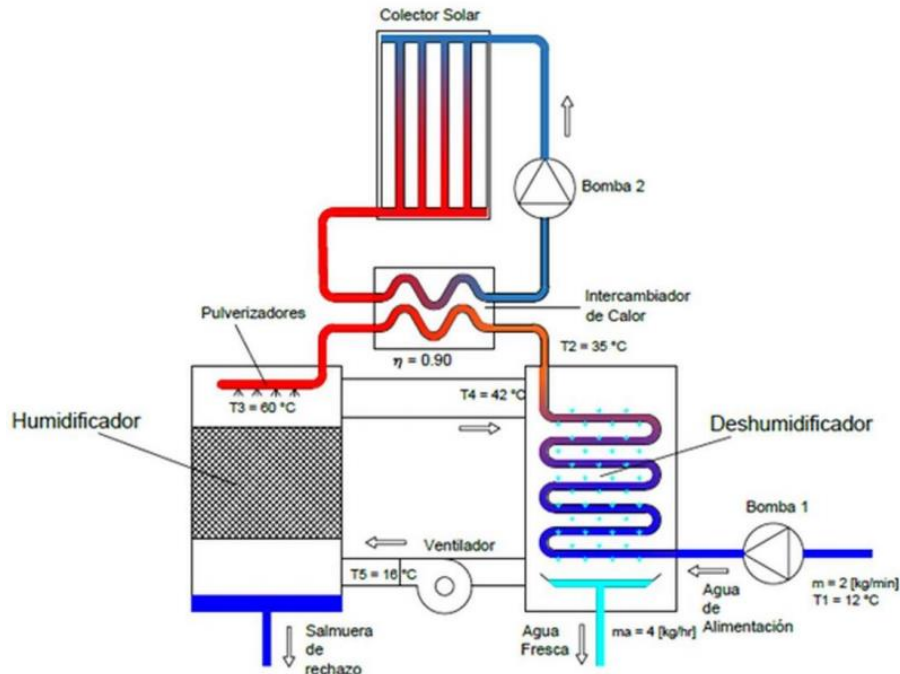 Colector Solar
Bomba 2
Intercambiador
de Calor
Pulverizadores
η = 0.90
T2 = 35 °C
T3 = 60 °C
T4 = 42 °C
Humidificador
Deshumidificador
Bomba 1
Ventilador
T5 = 16 °C
m = 2 [kg/min]
T1 = 12 °C
Agua
de
Alimentación
Salmuera
de
rechazo
Agua
Fresca
ma = 4 [kg/hr]